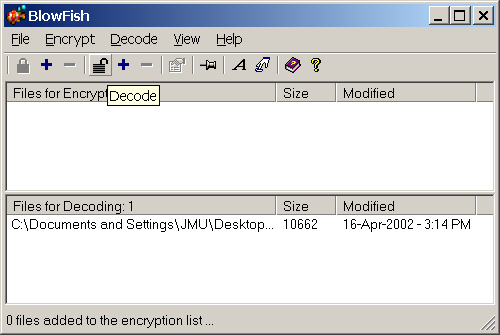 BlowFish
File Encrypt Decode View Help
Files for Encrypt Size Modified
Decode
Files for Decoding: 1 Size Modified
C:\Documents and Settings\JMU\Desktop... 10662 16-Apr-2002 - 3:14 PM
0 files added to the encryption list ...